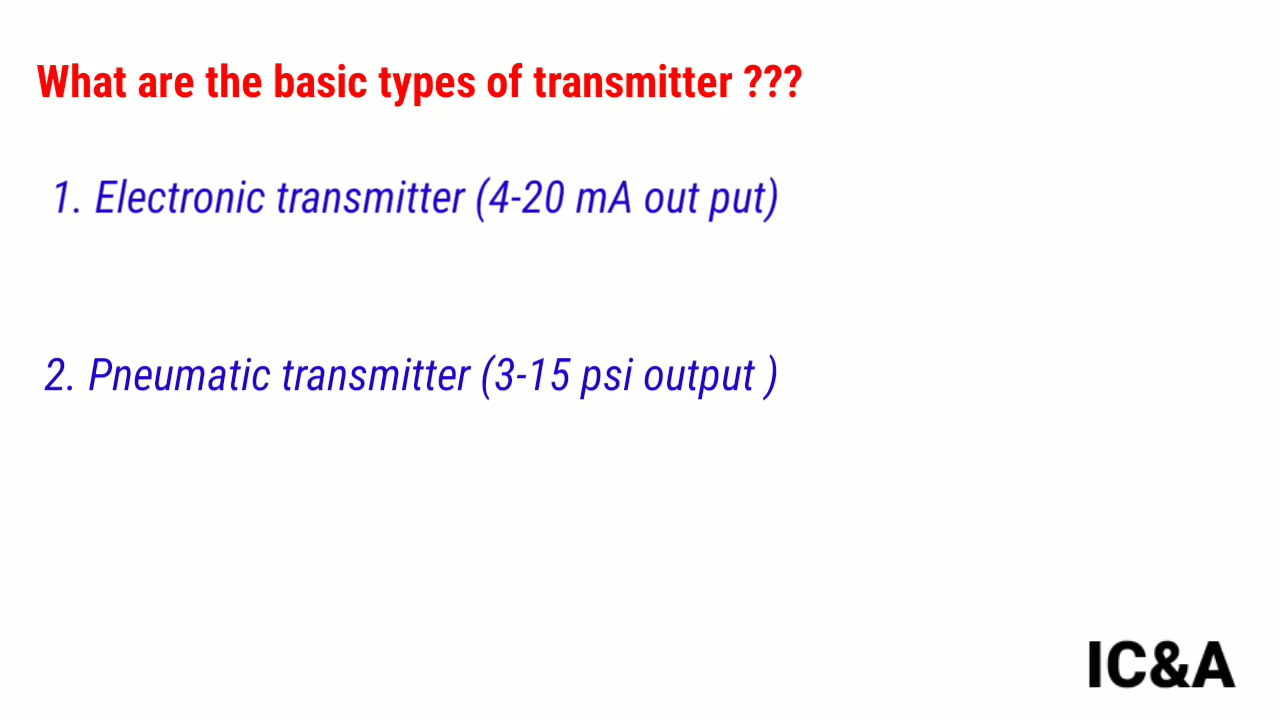 What are the basic types of transmitter ???
1. Electronic transmitter (4-20 mA out put)
2. Pneumatic transmitter (3-15 psi output )
IC&A